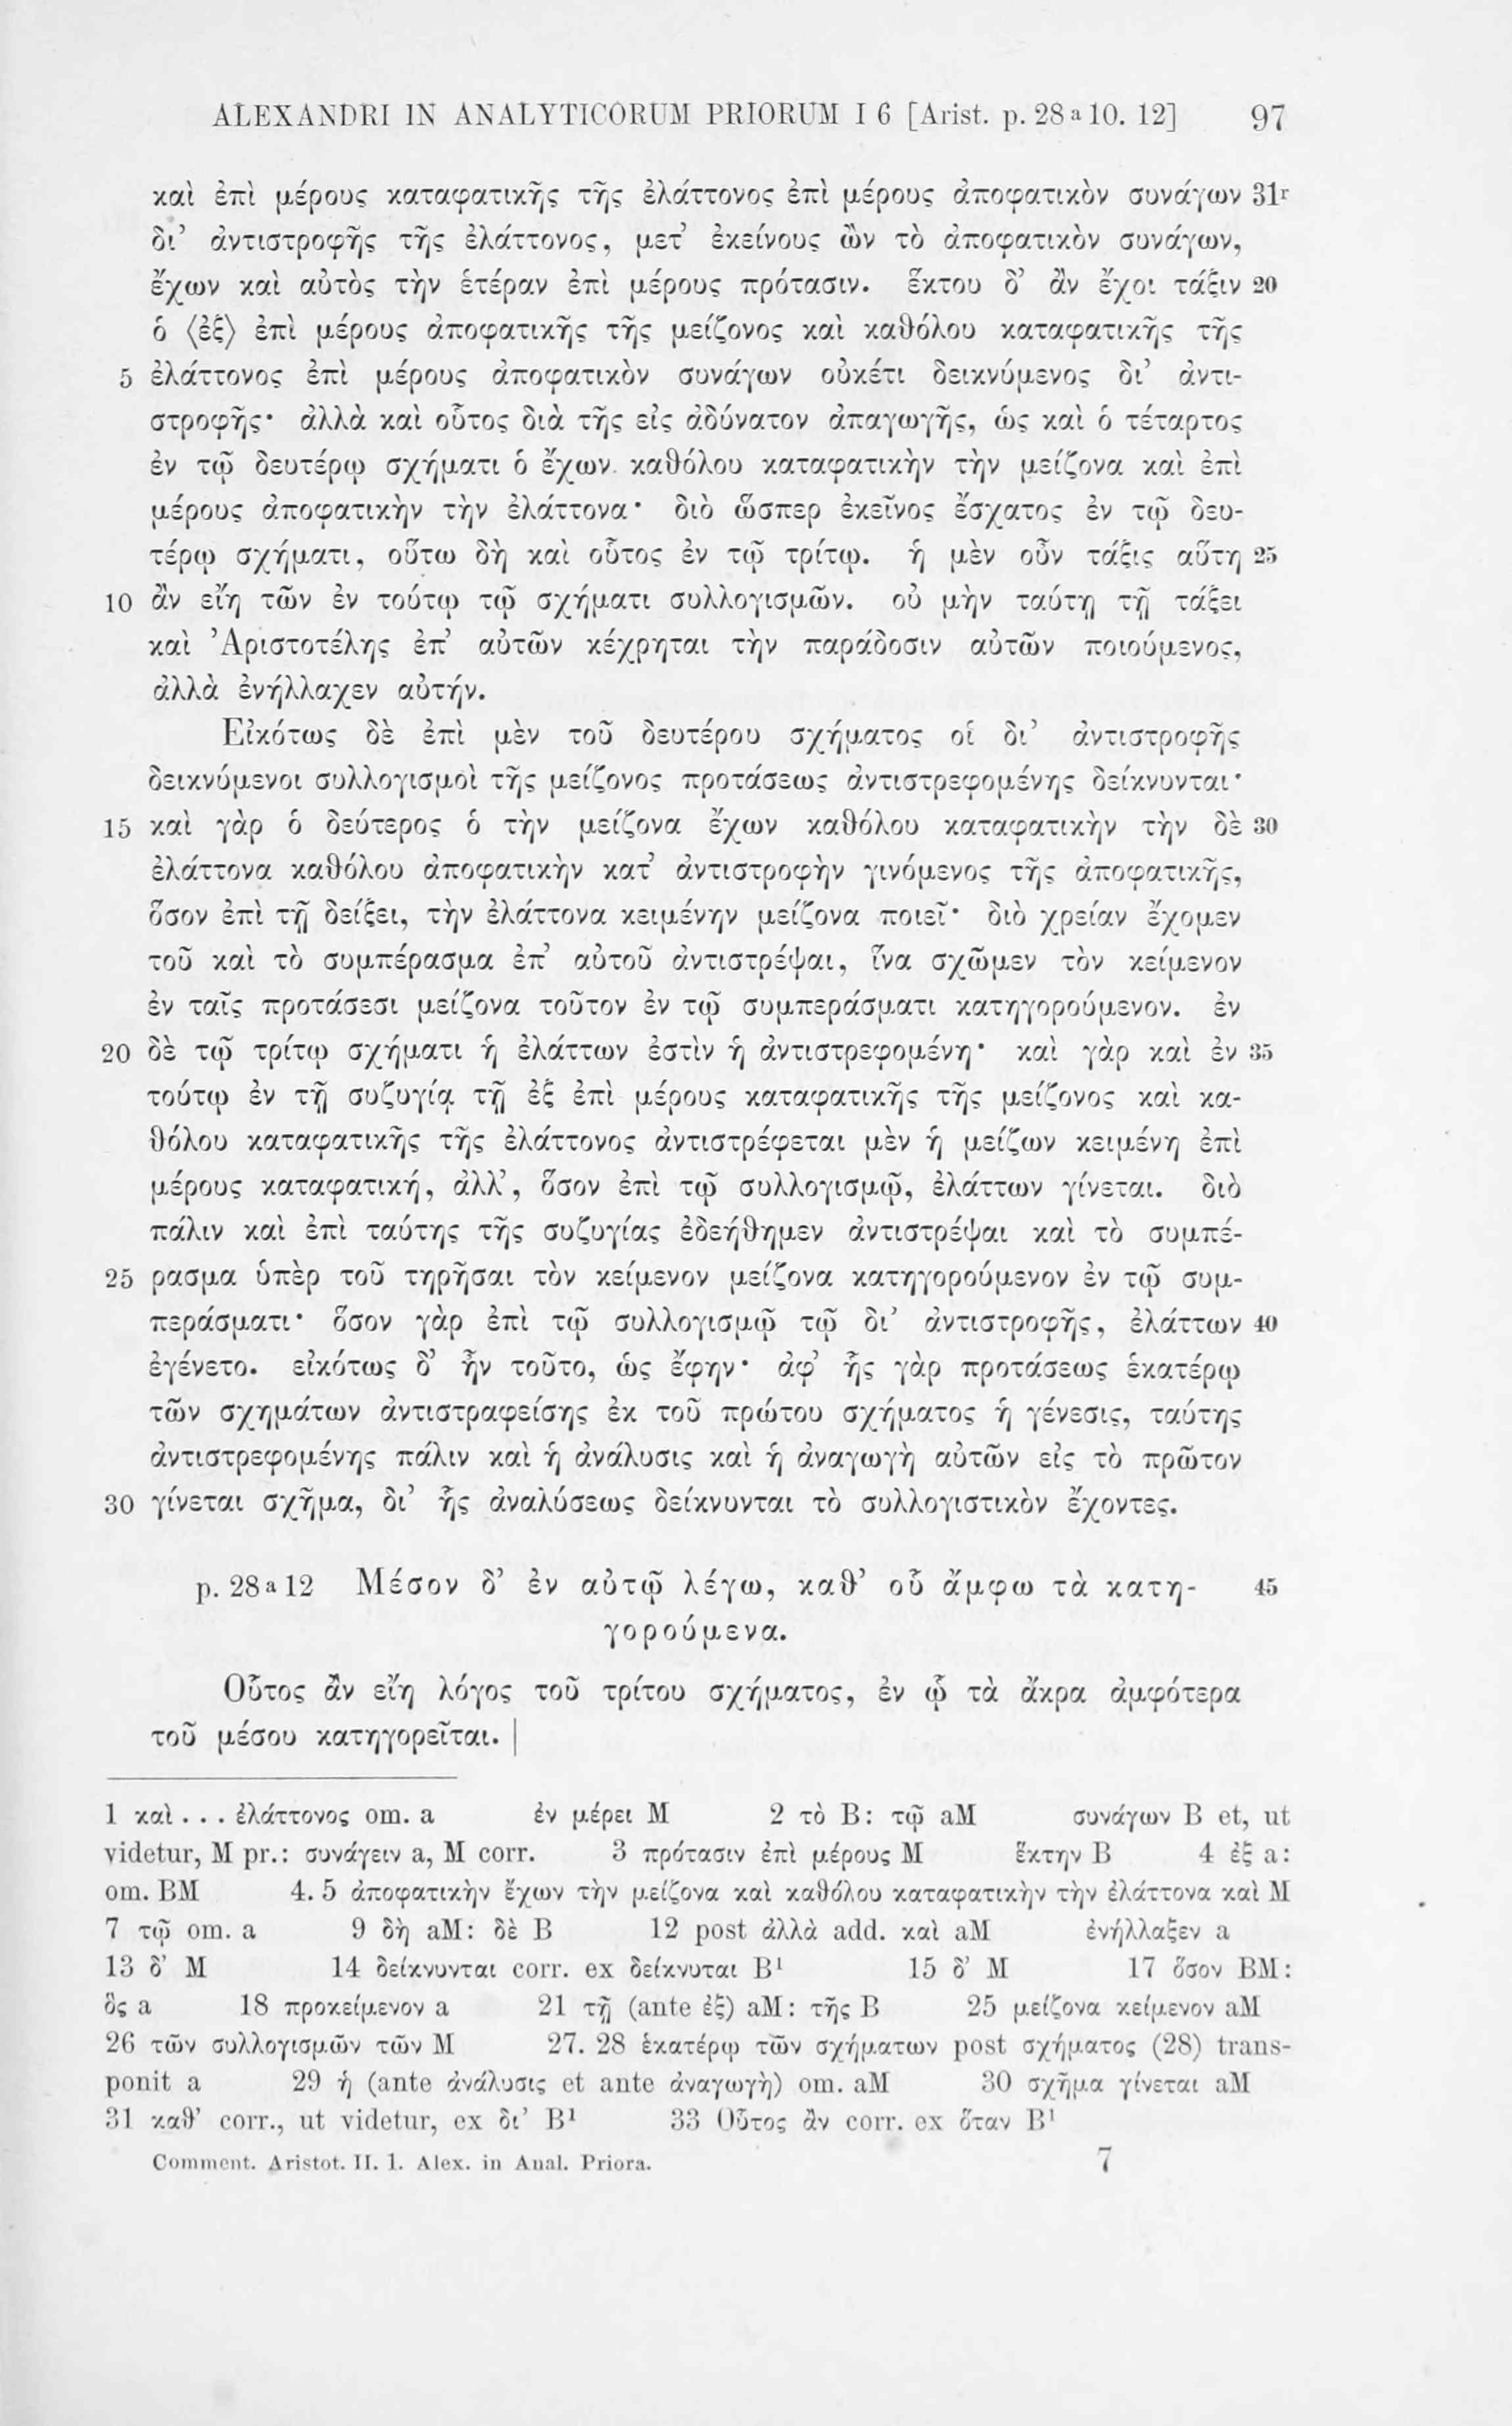 ALEXANDRI IN ANALYTICORUM PRIORUM I 6 [Arist. p. 28 a 10. 12] 97
καὶ ἐπὶ μέρους καταφατικῆς τῆς ἐλάττονος ἐπὶ μέρους ἀποφατικὸν συνάγων 31r
δι' ἀντιστροφῆς τῆς ἐλάττονος, μετ' ἐκείνους ὢν τὸ ἀποφατικὸν συνάγων,
ἔχων καὶ αὐτὸς τὴν ἑτέραν ἐπὶ μέρους πρότασιν. ἕκτου δ' ἂν ἔχοι τάξιν 20
ὁ ⟨ἐξ⟩ ἐπὶ μέρους ἀποφατικῆς τῆς μείζονος καὶ καθόλου καταφατικῆς τῆς
5 ἐλάττονος ἐπὶ μέρους ἀποφατικὸν συνάγων οὐκέτι δεικνύμενος δι' ἀντι-
στροφῆς· ἀλλὰ καὶ οὗτος διὰ τῆς εἰς ἀδύνατον ἀπαγωγῆς, ὡς καὶ ὁ τέταρτος
ἐν τῷ δευτέρῳ σχήματι ὁ ἔχων καθόλου καταφατικὴν τὴν μείζονα καὶ ἐπὶ
μέρους ἀποφατικὴν τὴν ἐλάττονα· διὸ ὥσπερ ἐκεῖνος ἔσχατος ἐν τῷ δευ-
τέρῳ σχήματι, οὕτω δὴ καὶ οὗτος ἐν τῷ τρίτῳ. ἡ μὲν οὖν τάξις αὕτη 25
10 ἂν εἴη τῶν ἐν τούτῳ τῷ σχήματι συλλογισμῶν. οὐ μὴν ταύτῃ τῇ τάξει
καὶ Ἀριστοτέλης ἐπ' αὐτῶν κέχρηται τὴν παράδοσιν αὐτῶν ποιούμενος,
ἀλλὰ ἐνήλλαχεν αὐτήν.
Εἰκότως δὲ ἐπὶ μὲν τοῦ δευτέρου σχήματος οἱ δι' ἀντιστροφῆς
δεικνύμενοι συλλογισμοὶ τῆς μείζονος προτάσεως ἀντιστρεφομένης δείκνυνται·
15 καὶ γὰρ ὁ δεύτερος ὁ τὴν μείζονα ἔχων καθόλου καταφατικὴν τὴν δὲ 30
ἐλάττονα καθόλου ἀποφατικὴν κατ' ἀντιστροφὴν γινόμενος τῆς ἀποφατικῆς,
ὅσον ἐπὶ τῇ δείξει, τὴν ἐλάττονα κειμένην μείζονα ποιεῖ· διὸ χρείαν ἔχομεν
τοῦ καὶ τὸ συμπέρασμα ἐπ' αὐτοῦ ἀντιστρέψαι, ἵνα σχῶμεν τὸν κείμενον
ἐν ταῖς προτάσεσι μείζονα τοῦτον ἐν τῷ συμπεράσματι κατηγορούμενον. ἐν
20 δὲ τῷ τρίτῳ σχήματι ἡ ἐλάττων ἐστὶν ἡ ἀντιστρεφομένη· καὶ γὰρ καὶ ἐν 35
τούτῳ ἐν τῇ συζυγίᾳ τῇ ἐξ ἐπὶ μέρους καταφατικῆς τῆς μείζονος καὶ κα-
θόλου καταφατικῆς τῆς ἐλάττονος ἀντιστρέφεται μὲν ἡ μείζων κειμένη ἐπὶ
μέρους καταφατική, ἀλλ', ὅσον ἐπὶ τῷ συλλογισμῷ, ἐλάττων γίνεται. διὸ
πάλιν καὶ ἐπὶ ταύτης τῆς συζυγίας ἐδεήθημεν ἀντιστρέψαι καὶ τὸ συμπέ-
25 ρασμα ὑπὲρ τοῦ τηρῆσαι τὸν κείμενον μείζονα κατηγορούμενον ἐν τῷ συμ-
περάσματι· ὅσον γὰρ ἐπὶ τῷ συλλογισμῷ τῷ δι' ἀντιστροφῆς, ἐλάττων 40
ἐγένετο. εἰκότως δ' ἦν τοῦτο, ὡς ἔφην· ἀφ' ἧς γὰρ προτάσεως ἑκατέρῳ
τῶν σχημάτων ἀντιστραφείσης ἐκ τοῦ πρώτου σχήματος ἡ γένεσις, ταύτης
ἀντιστρεφομένης πάλιν καὶ ἡ ἀνάλυσις καὶ ἡ ἀναγωγὴ αὐτῶν εἰς τὸ πρῶτον
30 γίνεται σχῆμα, δι' ἧς ἀναλύσεως δείκνυνται τὸ συλλογιστικὸν ἔχοντες.
p. 28 a 12 Μέσον δ' ἐν αὐτῷ λέγω, καθ' οὗ ἄμφω τὰ κατη- 45
γορούμενα.
Οὗτος ἂν εἴη λόγος τοῦ τρίτου σχήματος, ἐν ᾧ τὰ ἄκρα ἀμφότερα
τοῦ μέσου κατηγορεῖται. |
1 καὶ . . . ἐλάττονος om. a ἐν μέρει M 2 τὸ B: τῷ aM συνάγων B et, ut
videtur, M pr.: συνάγειν a, M corr. 3 πρότασιν ἐπὶ μέρους M ἕκτην B 4 ἐξ a:
om. BM 4. 5 ἀποφατικὴν ἔχων τὴν μείζονα καὶ καθόλου καταφατικὴν τὴν ἐλάττονα καὶ M
7 τῷ om. a 9 δὴ aM: δὲ B 12 post ἀλλὰ add. καὶ aM ἐνήλλαξεν a
13 δ' M 14 δείκνυνται corr. ex δείκνυται B¹ 15 δ' M 17 ὅσον BM:
ὃς a 18 προκείμενον a 21 τῇ (ante ἐξ) aM: τῆς B 25 μείζονα κείμενον aM
26 τῶν συλλογισμῶν τῶν M 27. 28 ἑκατέρῳ τῶν σχήματων post σχήματος (28) trans-
ponit a 29 ἡ (ante ἀνάλυσις et ante ἀναγωγὴ) om. aM 30 σχῆμα γίνεται aM
31 καθ' corr., ut videtur, ex δι' B¹ 33 Οὗτος ἂν corr. ex ὅταν B¹
Comment. Aristot. II. 1. Alex. in Anal. Priora. 7